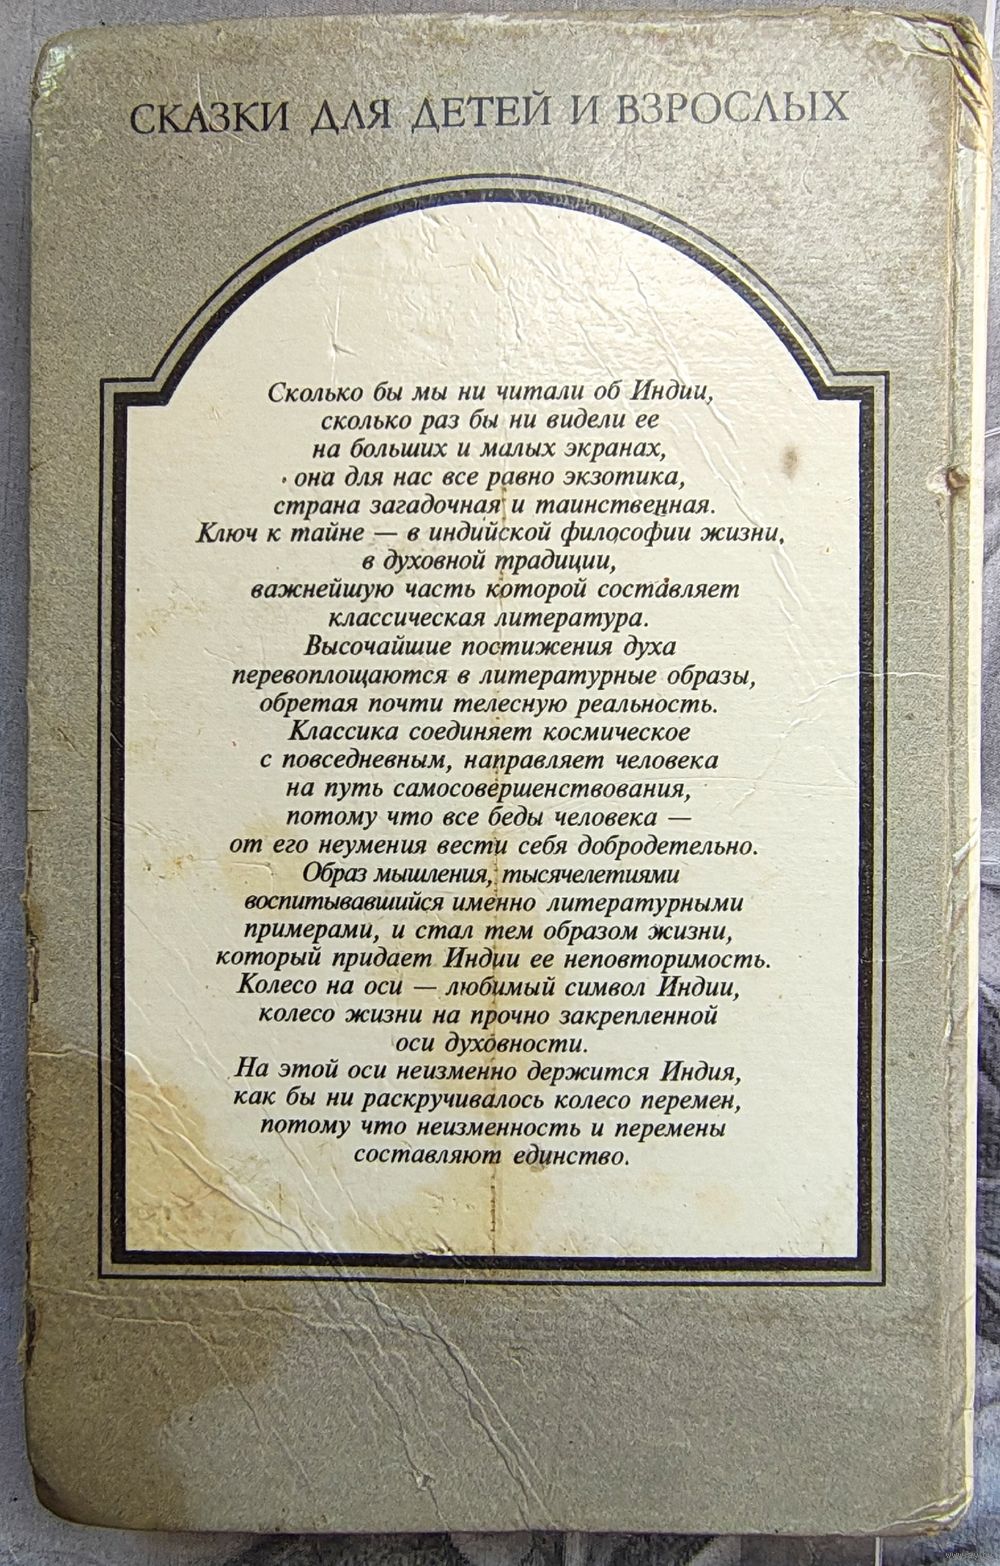 СКАЗКИ ДЛЯ ДЕТЕЙ И ВЗРОСЛЫХ
Сколько бы мы ни читали об Индии,
сколько раз бы ни видели ее
на больших и малых экранах,
она для нас все равно экзотика,
страна загадочная и таинственная.
Ключ к тайне — в индийской философии жизни,
в духовной традиции,
важнейшую часть которой составляет
классическая литература.
Высочайшие постижения духа
перевоплощаются в литературные образы,
обретая почти телесную реальность.
Классика соединяет космическое
с повседневным, направляет человека
на путь самосовершенствования,
потому что все беды человека —
от его неумения вести себя добродетельно.
Образ мышления, тысячелетиями
воспитывавшийся именно литературными
примерами, и стал тем образом жизни,
который придает Индии ее неповторимость.
Колесо на оси — любимый символ Индии,
колесо жизни на прочно закрепленной
оси духовности.
На этой оси неизменно держится Индия,
как бы ни раскручивалось колесо перемен,
потому что неизменность и перемены
составляют единство.